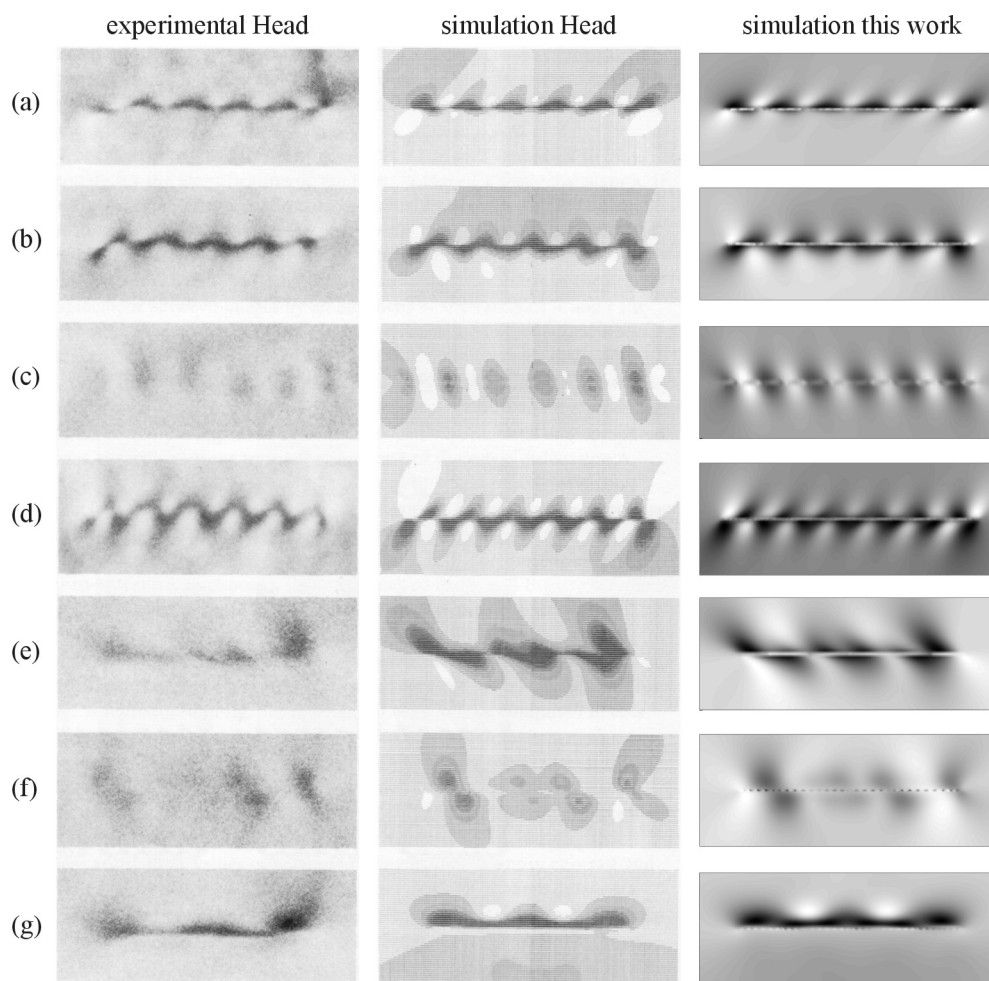 experimental Head simulation Head simulation this work
(a)
(b)
(c)
(d)
(e)
(f)
(g)